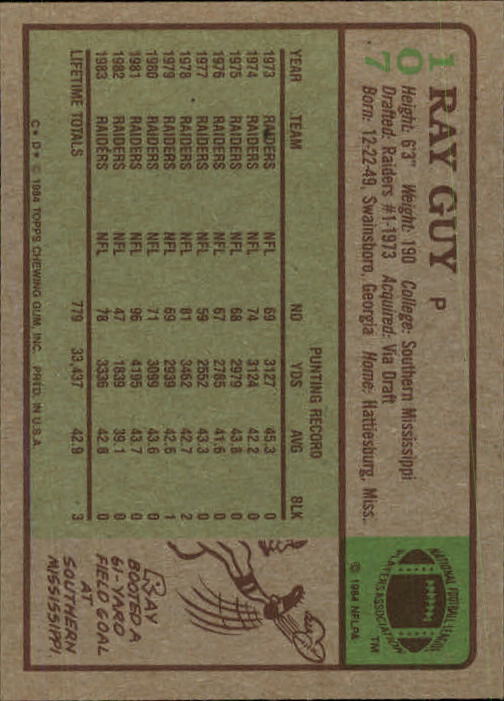 107
RAY GUY P
Height: 6'3" Weight: 190 College: Southern Mississippi
Drafted: Raiders #1-1973 Acquired: Via Draft
Born: 12-22-49, Swainsboro, Georgia Home: Hattiesburg, Miss.
NATIONAL FOOTBALL LEAGUE
PLAYERS ASSOCIATION
TM
© 1984 NFLPA
PUNTING RECORD
YEAR TEAM NO YDS AVG BLK
1973 RAIDERS NFL 69 3127 45.3 0
1974 RAIDERS NFL 74 3124 42.2 0
1975 RAIDERS NFL 68 2979 43.8 0
1976 RAIDERS NFL 67 2785 41.6 0
1977 RAIDERS NFL 59 2552 43.3 0
1978 RAIDERS NFL 81 3462 42.7 2
1979 RAIDERS NFL 69 2939 42.6 1
1980 RAIDERS NFL 71 3099 43.6 0
1981 RAIDERS NFL 96 4195 43.7 0
1982 RAIDERS NFL 47 1839 39.1 0
1983 RAIDERS NFL 78 3336 42.8 0
LIFETIME TOTALS 779 33,437 42.9 3
C* D* © 1984 TOPPS CHEWING GUM, INC. PRTD. IN U.S.A.
RAY
BOOTED A
61-YARD
FIELD GOAL
AT
SOUTHERN
MISSISSIPPI.